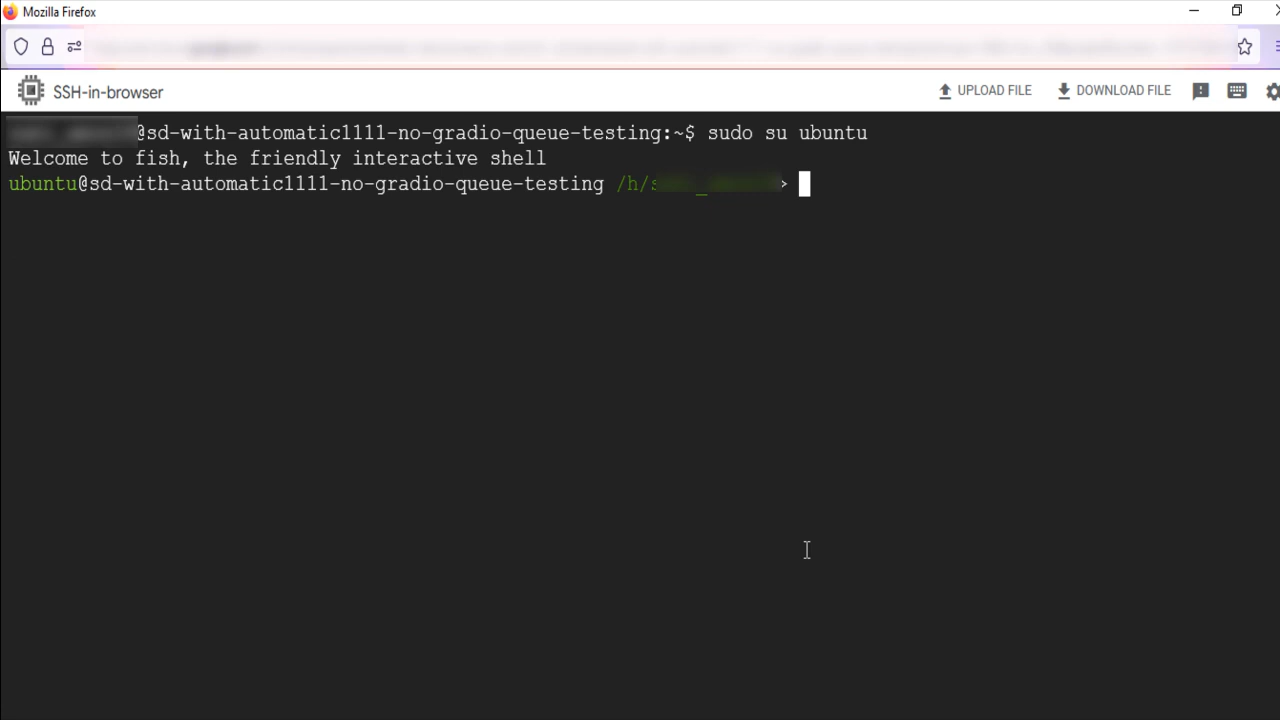 Mozilla Firefox
SSH-in-browser
UPLOAD FILE
DOWNLOAD FILE
@sd-with-automatic1111-no-gradio-queue-testing:~$ sudo su ubuntu
Welcome to fish, the friendly interactive shell
ubuntu@sd-with-automatic1111-no-gradio-queue-testing /h/s >